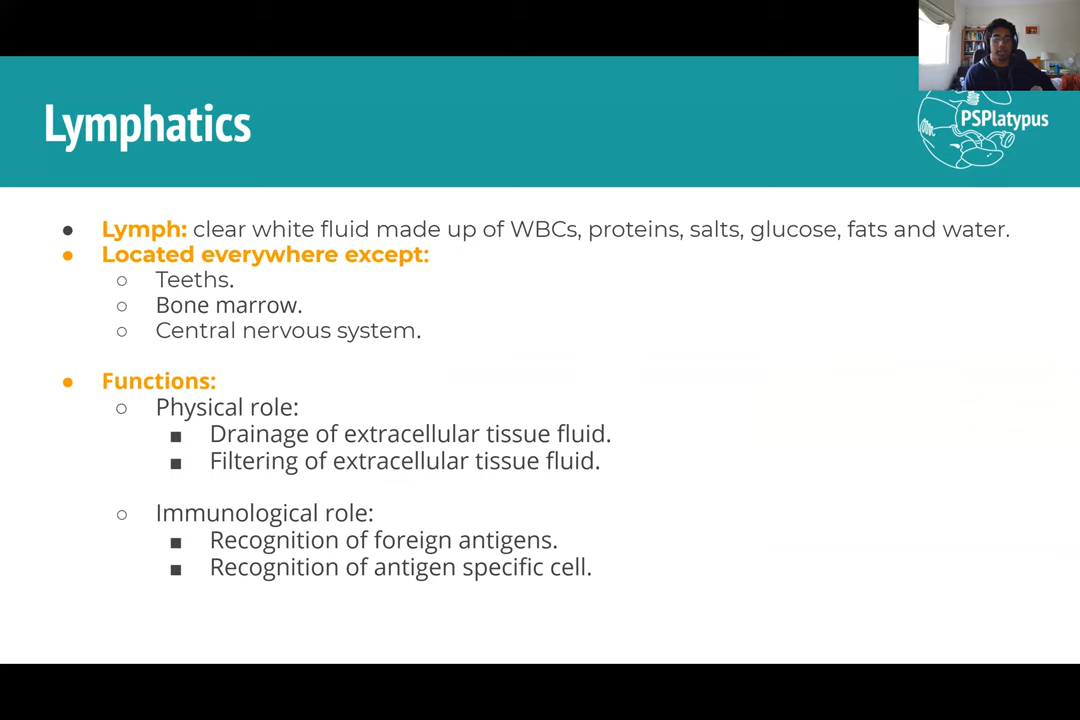 Lymphatics
PSPlatypus
Lymph: clear white fluid made up of WBCs, proteins, salts, glucose, fats and water.
Located everywhere except:
Teeths.
Bone marrow.
Central nervous system.
Functions:
Physical role:
Drainage of extracellular tissue fluid.
Filtering of extracellular tissue fluid.
Immunological role:
Recognition of foreign antigens.
Recognition of antigen specific cell.